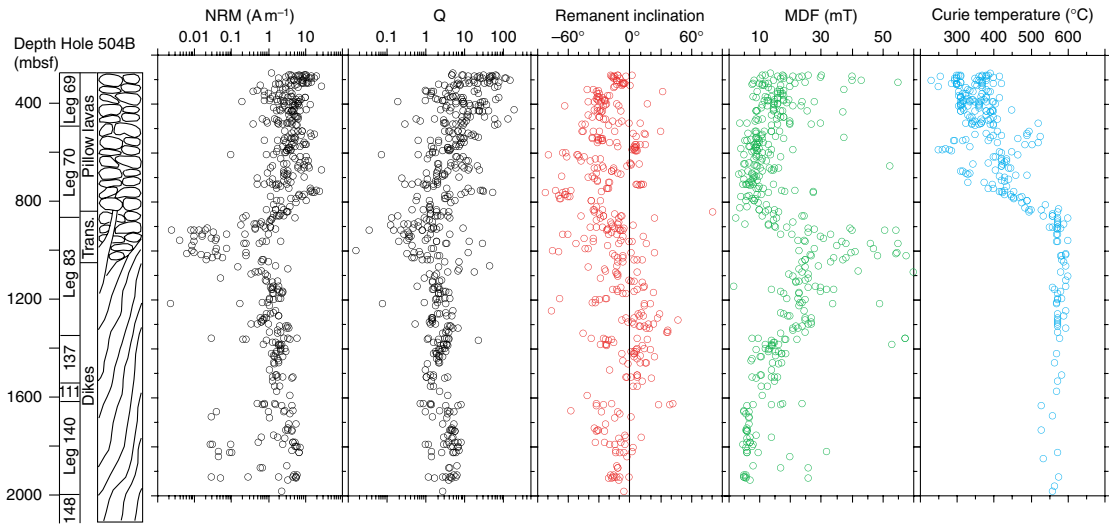 NRM (A m⁻¹) Q Remanent inclination MDF (mT) Curie temperature (°C)
Depth Hole 504B
(mbsf)
0.01 0.1 1 10 100
0.1 1 10 100
−60° 0° 60°
10 30 50
300 400 500 600
400
600
800
1000
1200
1600
2000
Leg 69
Leg 70
Leg 83
137
111
Leg 140
148
Pillow lavas
Trans.
Dikes